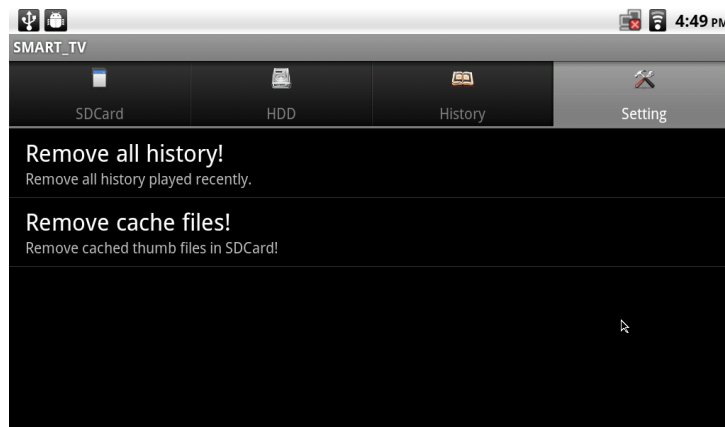 4:49 PM
SMART_TV
SDCard
HDD
History
Setting
Remove all history!
Remove all history played recently.
Remove cache files!
Remove cached thumb files in SDCard!